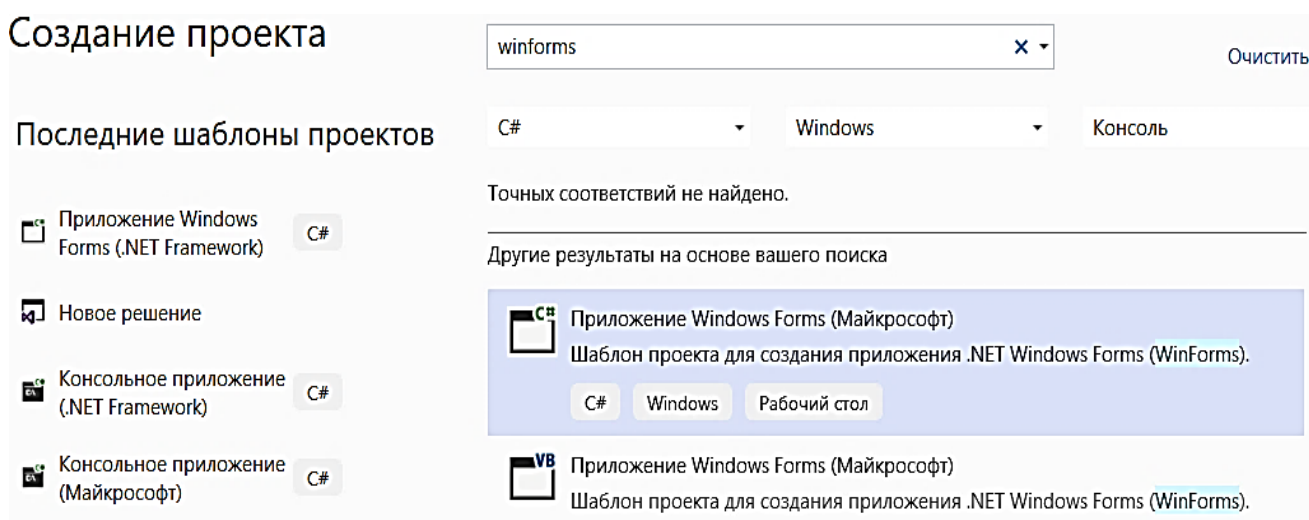 Создание проекта
winforms
Очистить
Последние шаблоны проектов
C#
Windows
Консоль
Точных соответствий не найдено.
Приложение Windows
Forms (.NET Framework)
C#
Другие результаты на основе вашего поиска
Новое решение
C#
Приложение Windows Forms (Майкрософт)
Шаблон проекта для создания приложения .NET Windows Forms (WinForms).
Консольное приложение
(.NET Framework)
C#
C#
Windows
Рабочий стол
Консольное приложение
(Майкрософт)
C#
VB
Приложение Windows Forms (Майкрософт)
Шаблон проекта для создания приложения .NET Windows Forms (WinForms).